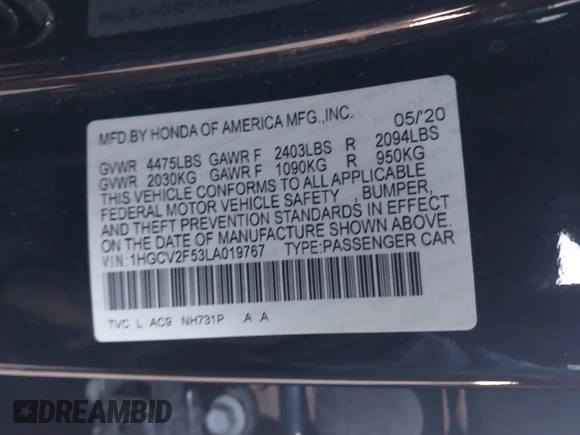 MFD.BY HONDA OF AMERICA MFG.,INC. 05/'20
GVWR 4475LBS GAWR F 2403LBS R 2094LBS
GVWR 2030KG GAWR F 1090KG R 950KG
THIS VEHICLE CONFORMS TO ALL APPLICABLE
FEDERAL MOTOR VEHICLE SAFETY , BUMPER,
AND THEFT PREVENTION STANDARDS IN EFFECT
ON THE DATE OF MANUFACTURE SHOWN ABOVE.
V.I.N.: 1HGCV2F53LA019767 TYPE:PASSENGER CAR
TVC L AC9 NH731P .A .A
DREAMBID